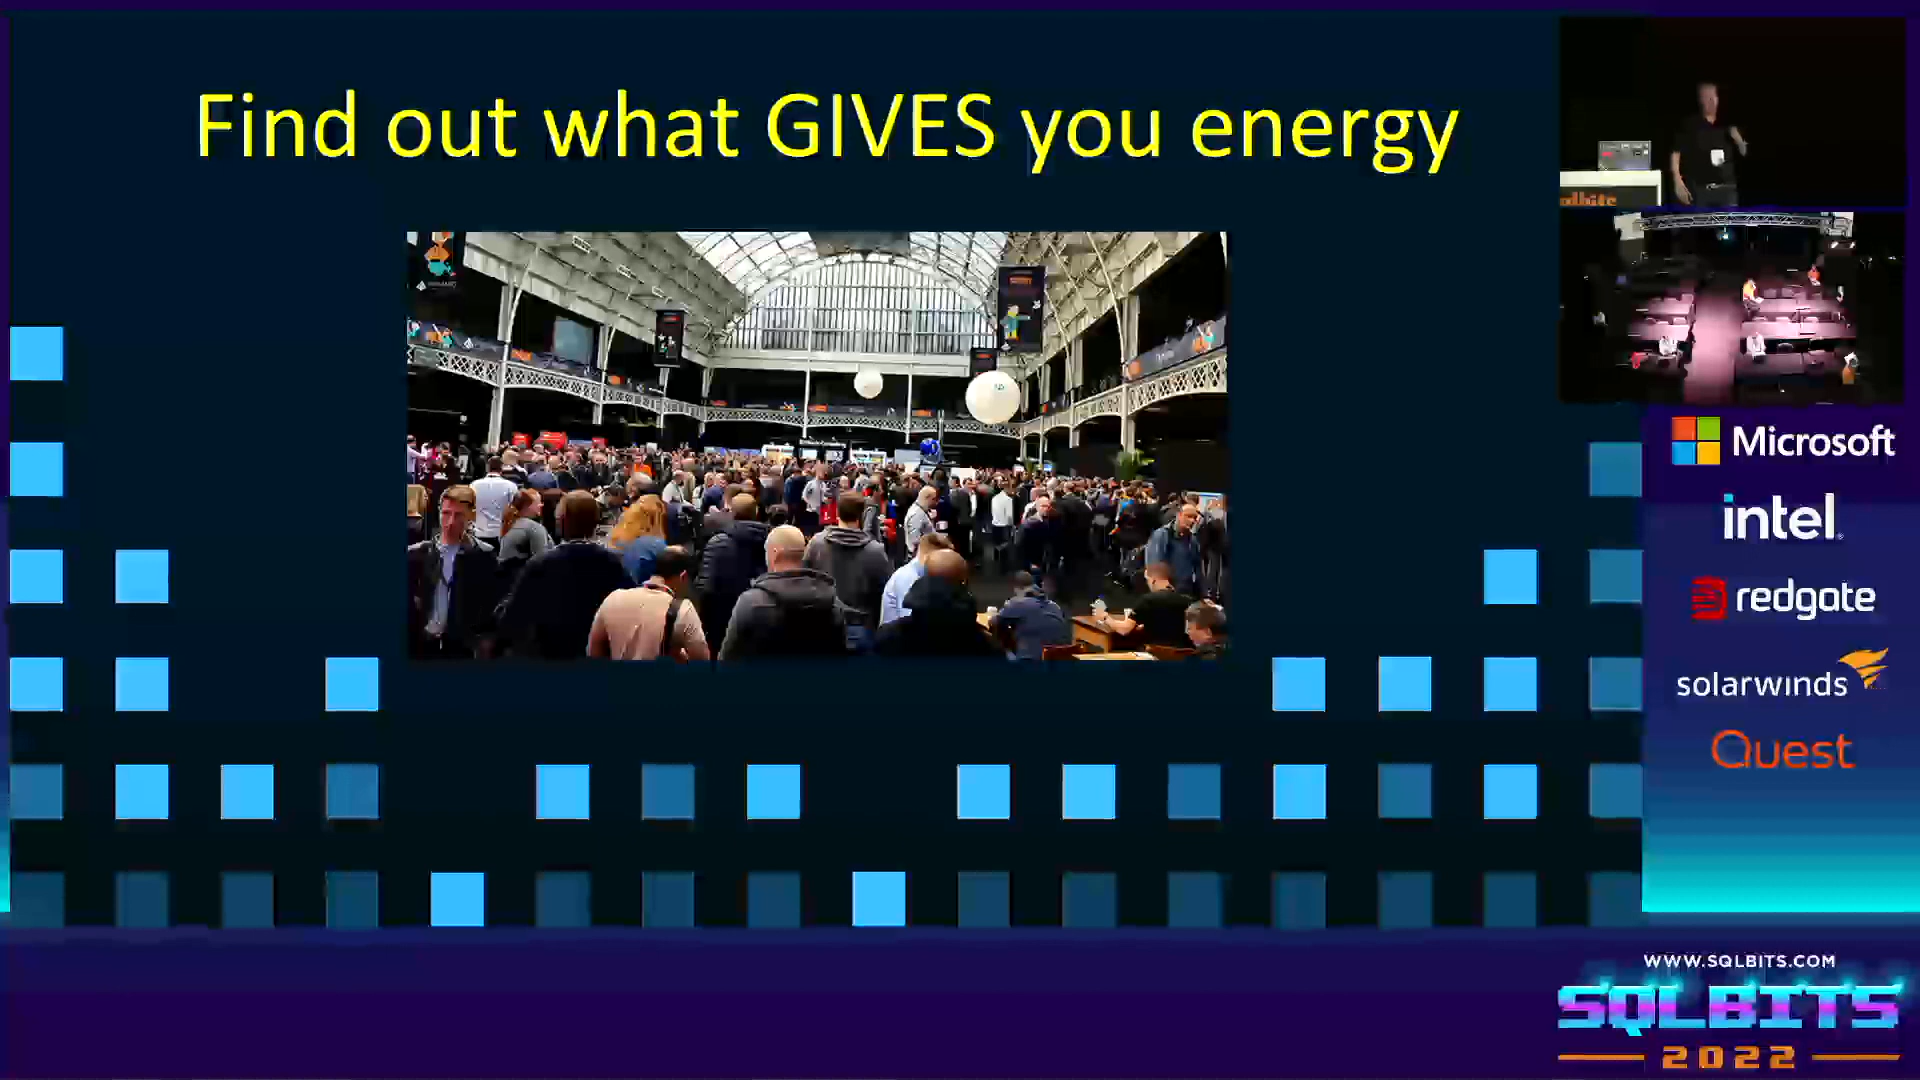 Find out what GIVES you energy
Microsoft
intel
redgate
solarwinds
Quest
WWW.SQLBITS.COM
SQLBITS
2022